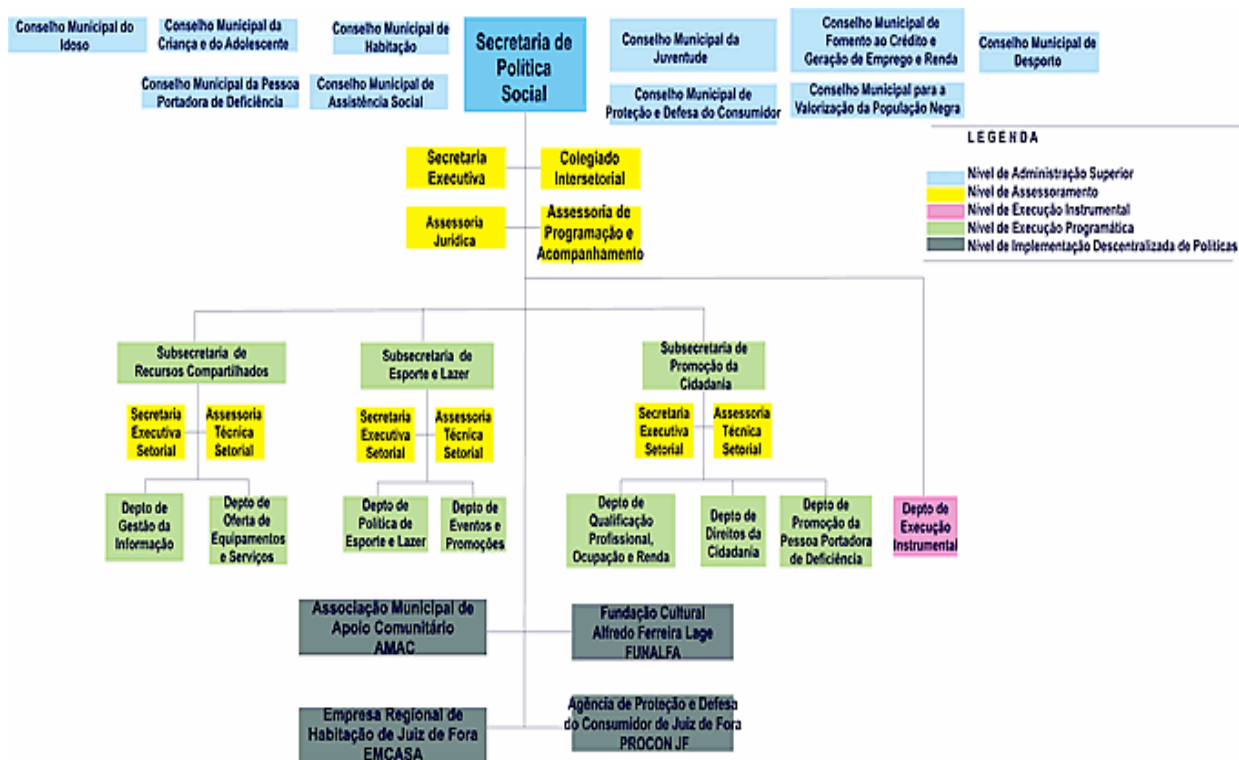 Conselho Municipal do
Idoso
Conselho Municipal da
Criança e do Adolescente
Conselho Municipal de
Habitação
Secretaria de
Política
Social
Conselho Municipal da
Juventude
Conselho Municipal de
Fomento ao Crédito e
Geração de Emprego e Renda
Conselho Municipal de
Desporto
Conselho Municipal da Pessoa
Portadora de Deficiência
Conselho Municipal de
Assistência Social
Conselho Municipal de
Proteção e Defesa do Consumidor
Conselho Municipal para a
Valorização da População Negra
LEGENDA
Nível de Administração Superior
Nível de Assessoramento
Nível de Execução Instrumental
Nível de Execução Programática
Nível de Implementação Descentralizada de Políticas
Secretaria
Executiva
Colegiado
Intersetorial
Assessoria
Jurídica
Assessoria de
Programação e
Acompanhamento
Subsecretaria de
Recursos Compartilhados
Subsecretaria de
Esporte e Lazer
Subsecretaria de
Promoção da
Cidadania
Secretaria
Executiva
Setorial
Assessoria
Técnica
Setorial
Secretaria
Executiva
Setorial
Assessoria
Técnica
Setorial
Secretaria
Executiva
Setorial
Assessoria
Técnica
Setorial
Depto de
Gestão da
Informação
Depto de
Oferta de
Equipamentos
e Serviços
Depto de
Política de
Esporte e Lazer
Depto de
Eventos e
Promoções
Depto de
Qualificação
Profissional,
Ocupação e Renda
Depto de
Direitos da
Cidadania
Depto de
Promoção da
Pessoa Portadora
de Deficiência
Depto de
Execução
Instrumental
Associação Municipal de
Apoio Comunitário
AMAC
Fundação Cultural
Alfredo Ferreira Lage
FUNALFA
Empresa Regional de
Habitação de Juiz de Fora
EMCASA
Agência de Proteção e Defesa
do Consumidor de Juiz de Fora
PROCON JF